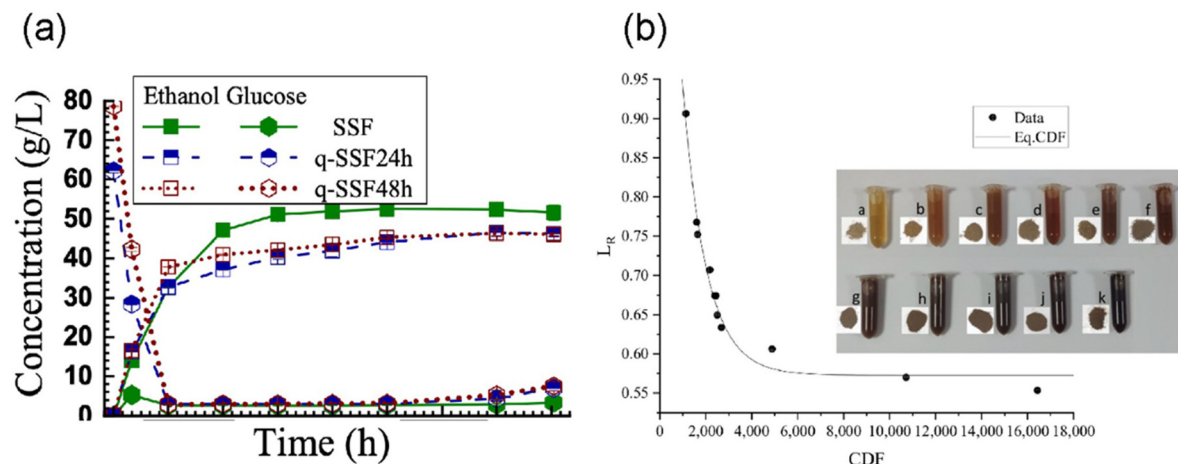 (a)
Concentration (g/L)
80
70
60
50
40
30
20
10
0
Ethanol Glucose
SSF
q-SSF24h
q-SSF48h
Time (h)
(b)
L_R
0.95
0.90
0.85
0.80
0.75
0.70
0.65
0.60
0.55
Data
Eq.CDF
a b c d e f
g h i j k
0 2,000 4,000 6,000 8,000 10,000 12,000 14,000 16,000 18,000
CDF